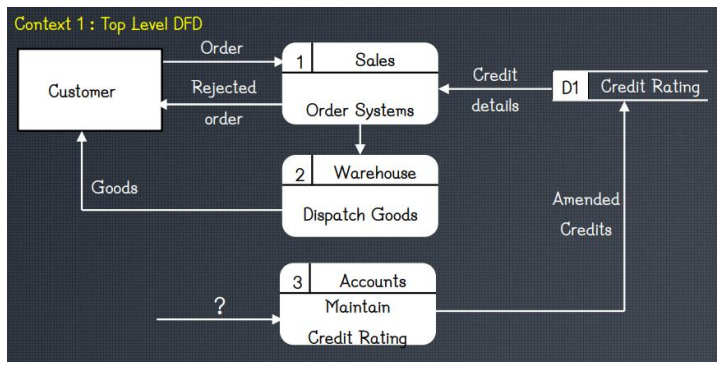 Context 1 : Top Level DFD
Order
1 Sales
Order Systems
Customer
Rejected
order
Credit
details
D1 Credit Rating
2 Warehouse
Dispatch Goods
Goods
Amended
Credits
3 Accounts
Maintain
Credit Rating
?